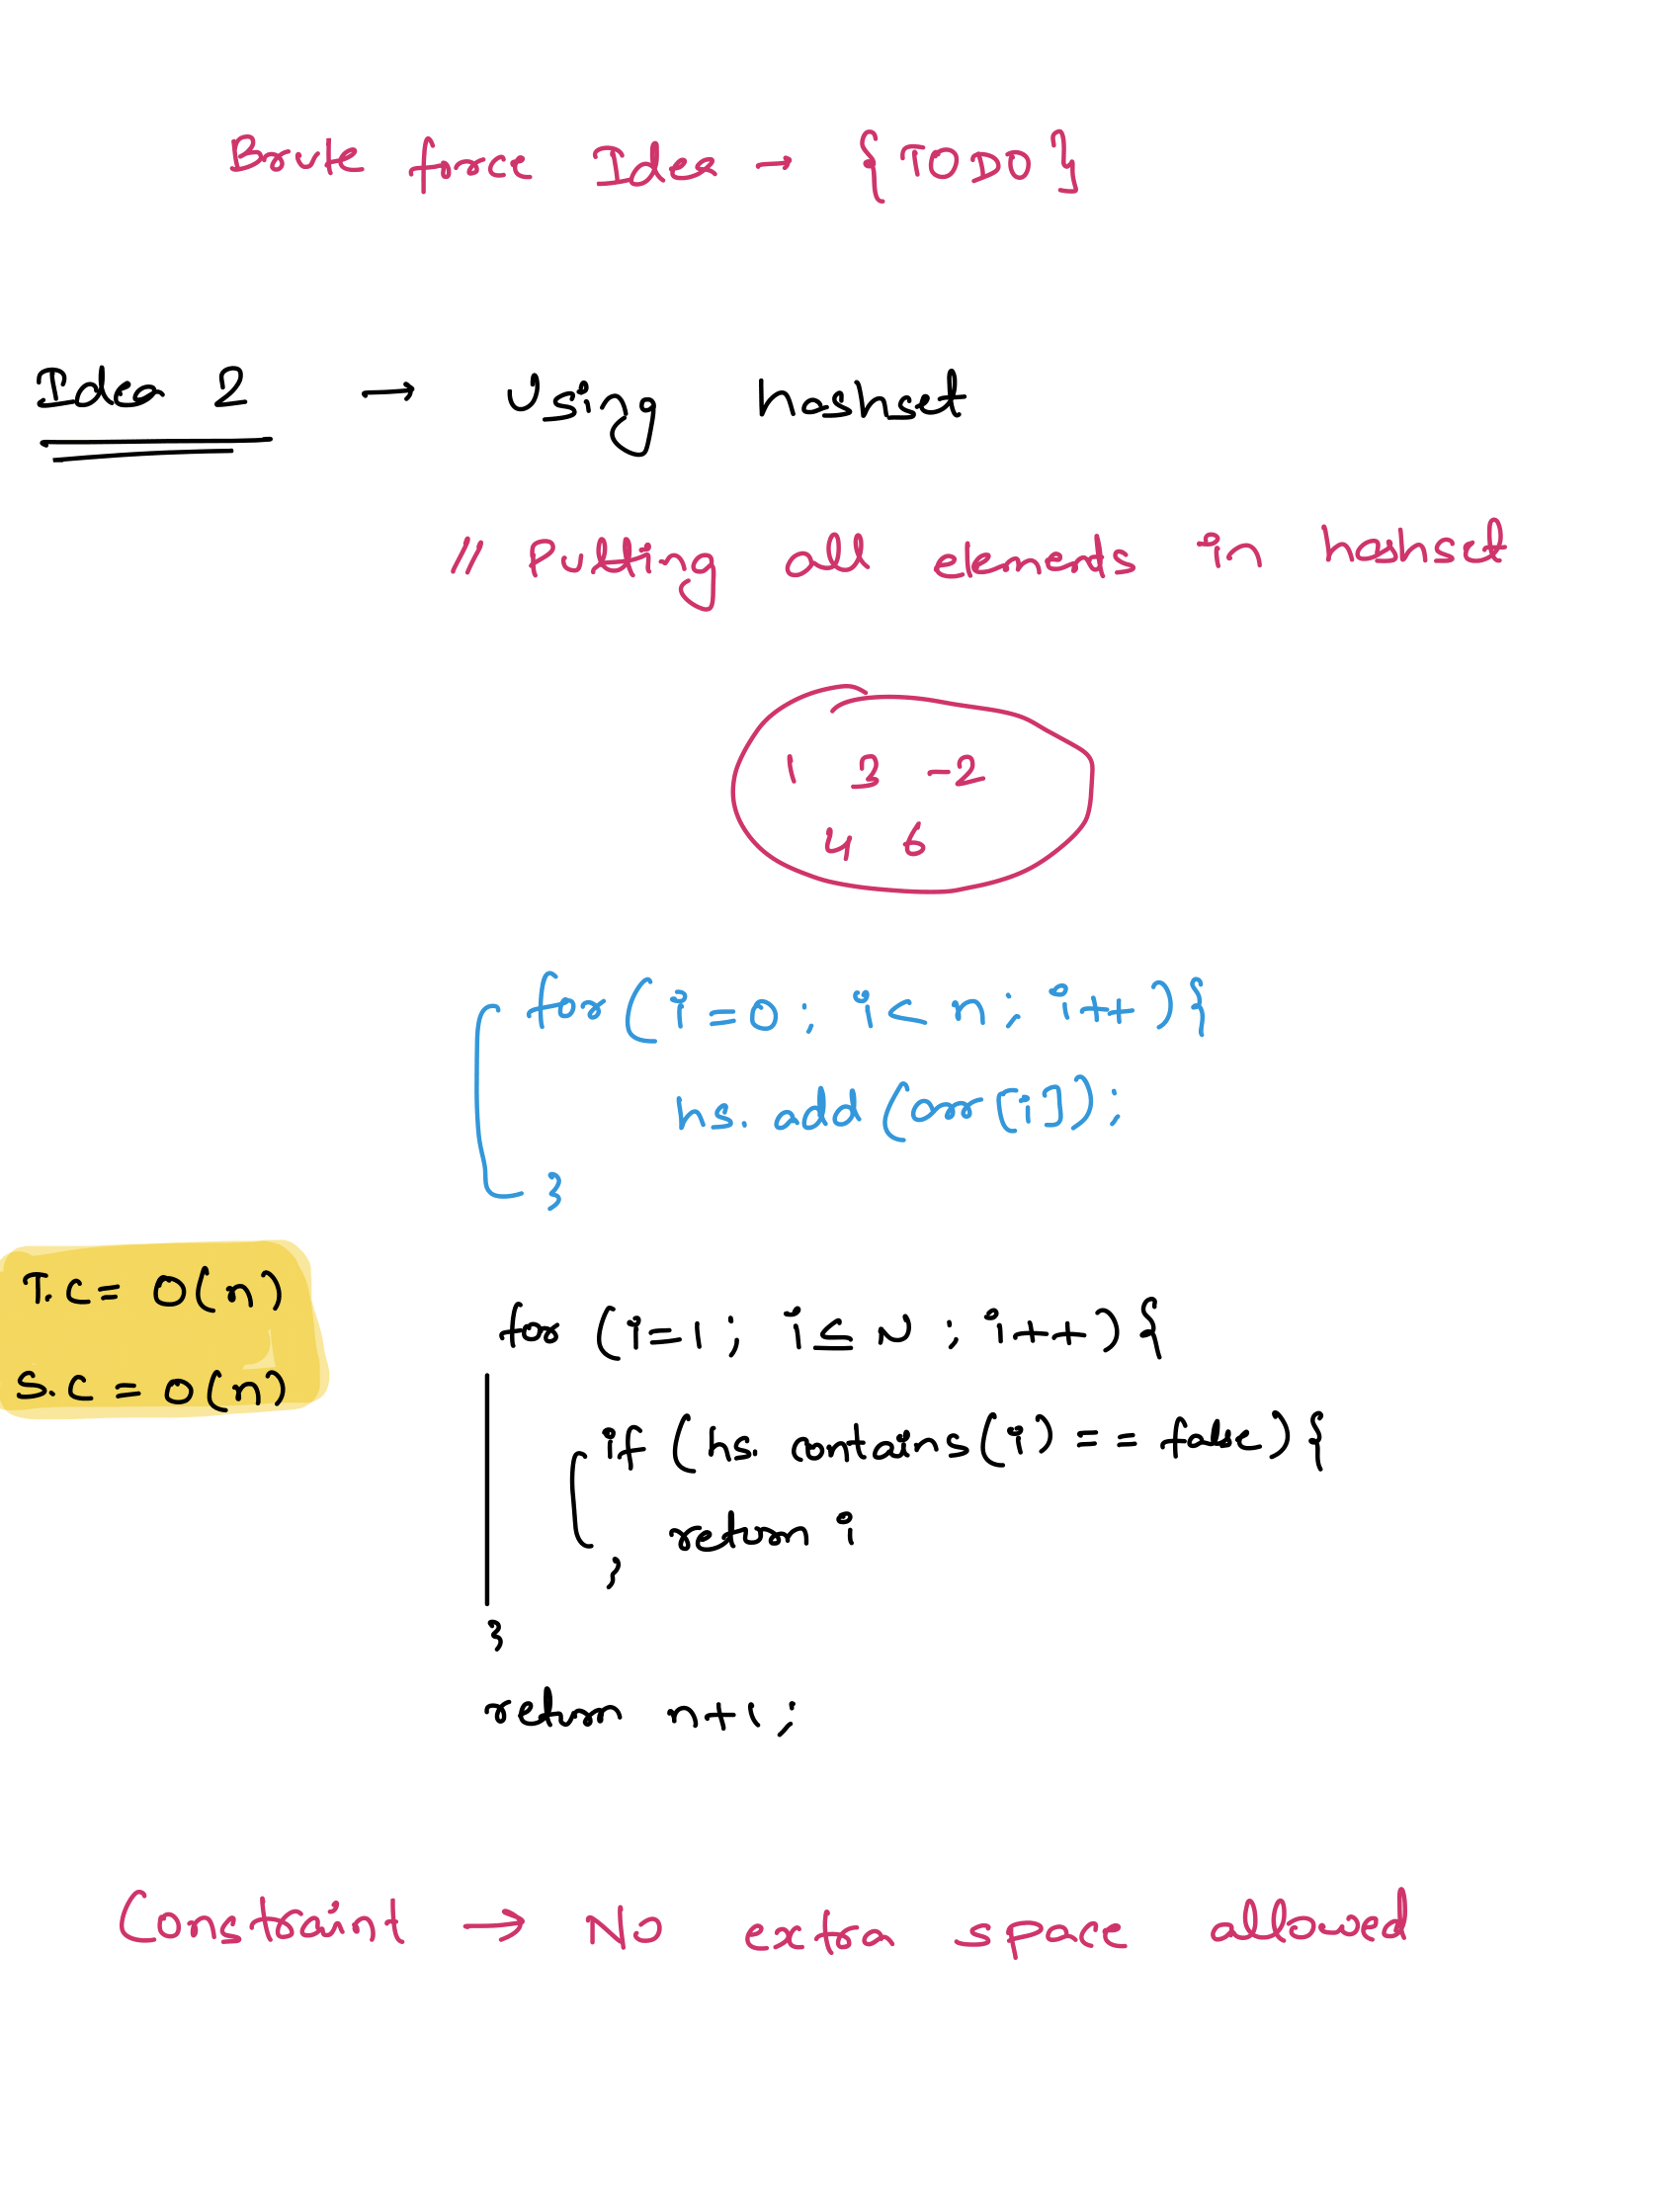 Brute force Idea → {TODO}
Idea 2 → Using hashset
// Putting all elements in hashset
1 3 -2
4 6
for(i=0; i<n; i++){
hs.add(arr[i]);
}
T.C= O(n)
for (i=1; i≤N; i++){
S.C = O(n)
if (hs.contains(i) == false){
return i
}
}
return n+1;
Constraint → No extra space allowed